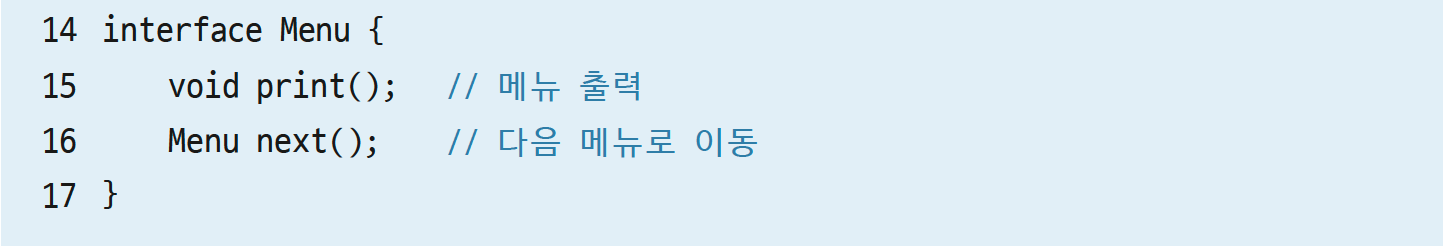 14 interface Menu {
15     void print();   // 메뉴 출력
16     Menu next();    // 다음 메뉴로 이동
17 }